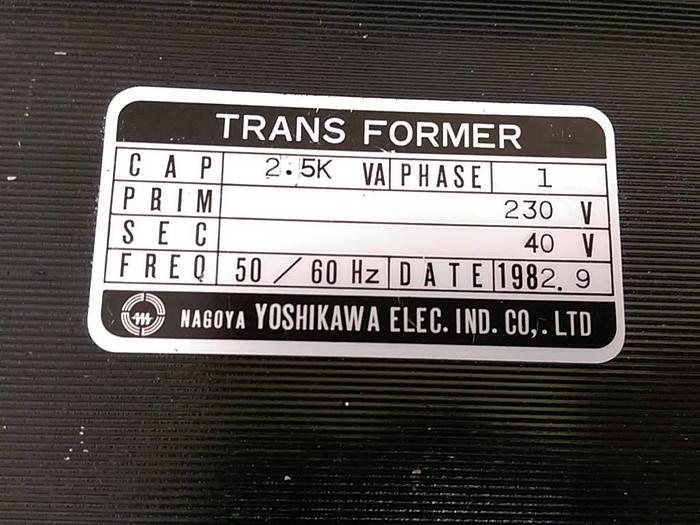 TRANS FORMER
CAP 2.5K VA PHASE 1
PRIM 230 V
SEC 40 V
FREQ 50 / 60 Hz DATE 1982. 9
NAGOYA YOSHIKAWA ELEC. IND. CO,. LTD